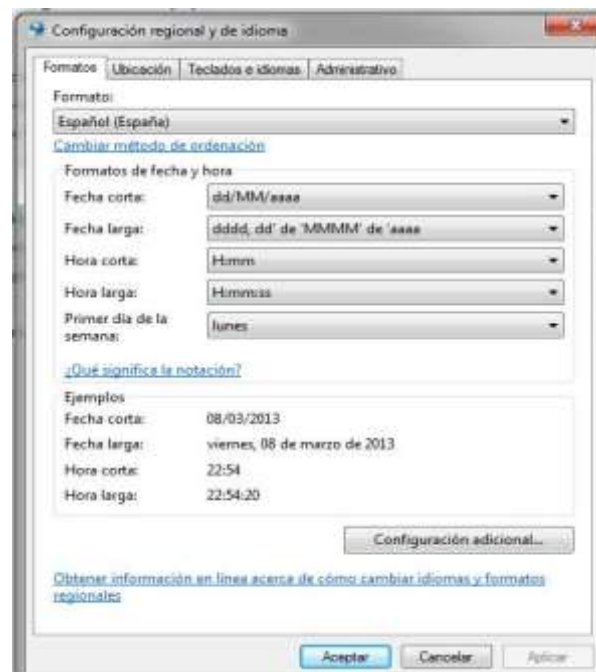 Configuración regional y de idioma
Formatos Ubicación Teclados e idiomas Administrativo
Formato:
Español (España)
Cambiar método de ordenación
Formatos de fecha y hora
Fecha corta: dd/MM/aaaa
Fecha larga: dddd, dd' de 'MMMM' de 'aaaa
Hora corta: H:mm
Hora larga: H:mm:ss
Primer día de la semana: lunes
¿Qué significa la notación?
Ejemplos
Fecha corta: 08/03/2013
Fecha larga: viernes, 08 de marzo de 2013
Hora corta: 22:54
Hora larga: 22:54:20
Configuración adicional...
Obtener información en línea acerca de cómo cambiar idiomas y formatos
regionales
Aceptar Cancelar Aplicar